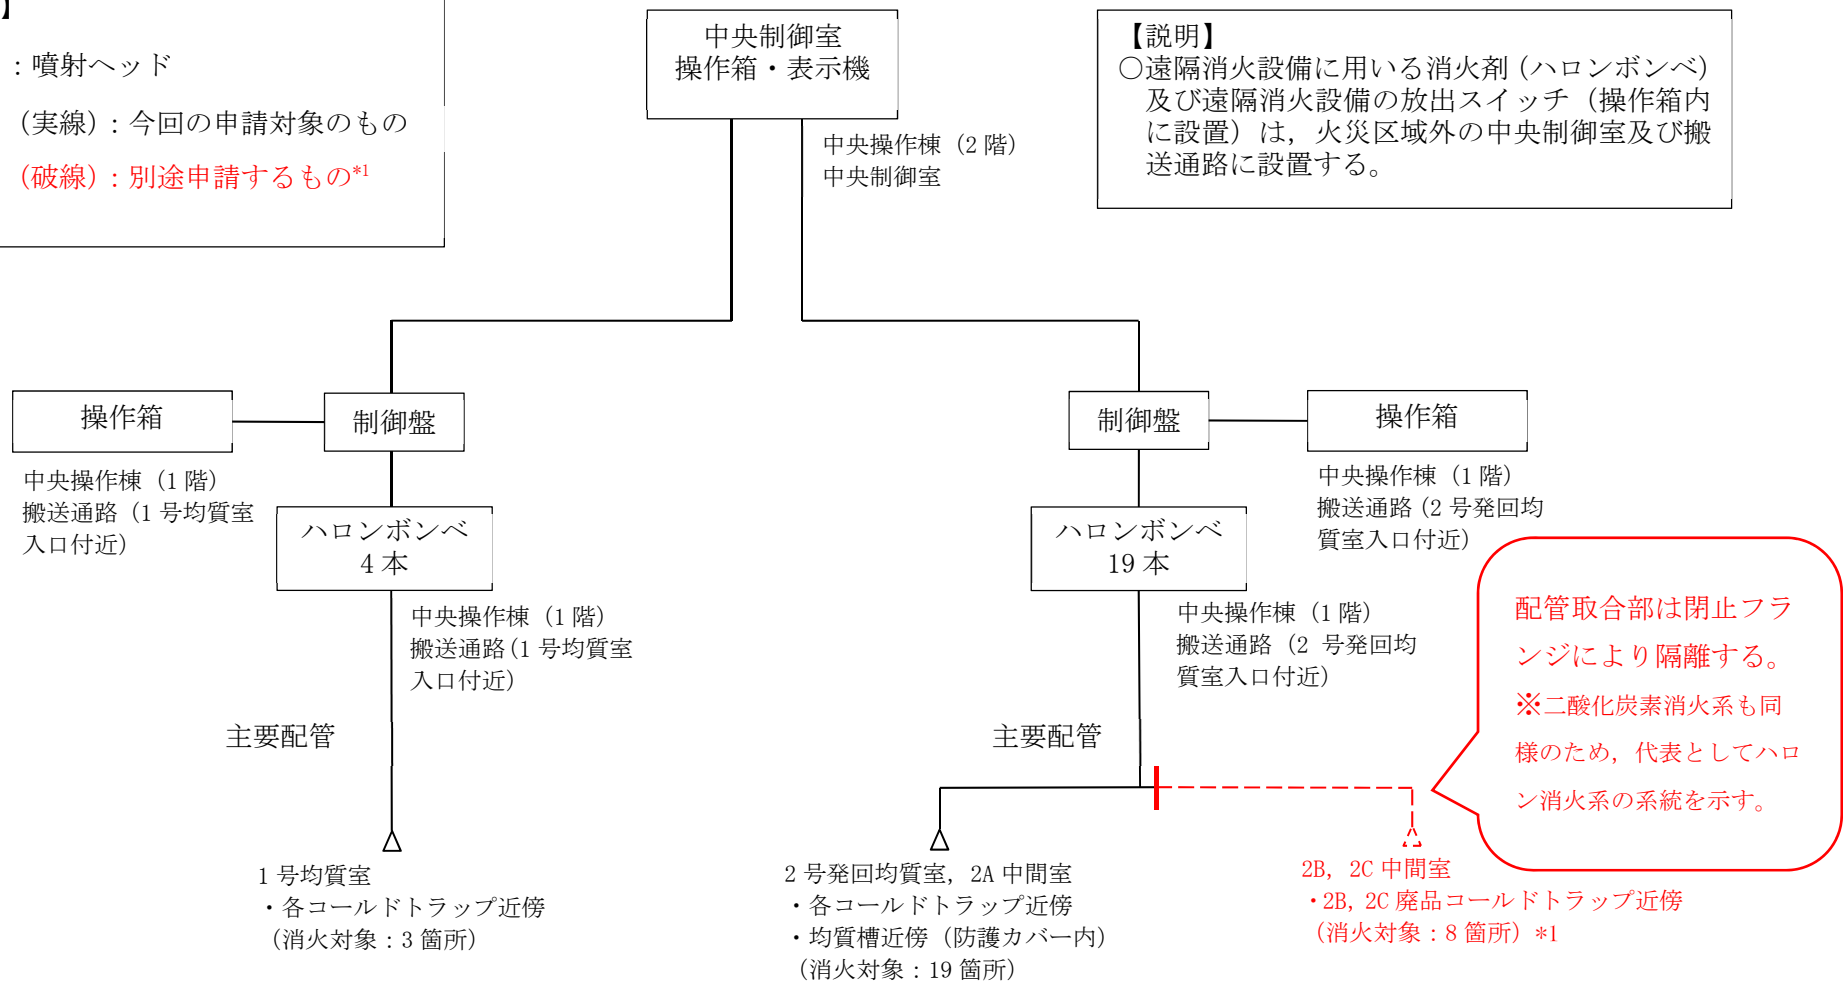 】
：噴射ヘッド
（実線）：今回の申請対象のもの
（破線）：別途申請するもの*1
中央制御室
操作箱・表示機
中央操作棟（2 階）
中央制御室
【説明】
○遠隔消火設備に用いる消火剤（ハロンボンベ）
及び遠隔消火設備の放出スイッチ（操作箱内
に設置）は，火災区域外の中央制御室及び搬
送通路に設置する。
操作箱
制御盤
中央操作棟（1 階）
搬送通路（1 号均質室
入口付近）
ハロンボンベ
4 本
中央操作棟（1 階）
搬送通路（1 号均質室
入口付近）
主要配管
1 号均質室
・各コールドトラップ近傍
（消火対象：3 箇所）
制御盤
操作箱
中央操作棟（1 階）
搬送通路（2 号発回均
質室入口付近）
ハロンボンベ
19 本
中央操作棟（1 階）
搬送通路（2 号発回均
質室入口付近）
主要配管
2 号発回均質室，2A 中間室
・各コールドトラップ近傍
・均質槽近傍（防護カバー内）
（消火対象：19 箇所）
配管取合部は閉止フラ
ンジにより隔離する。
※二酸化炭素消火系も同
様のため，代表としてハロ
ン消火系の系統を示す。
2B，2C 中間室
・2B, 2C 廃品コールドトラップ近傍
（消火対象：8 箇所）*1